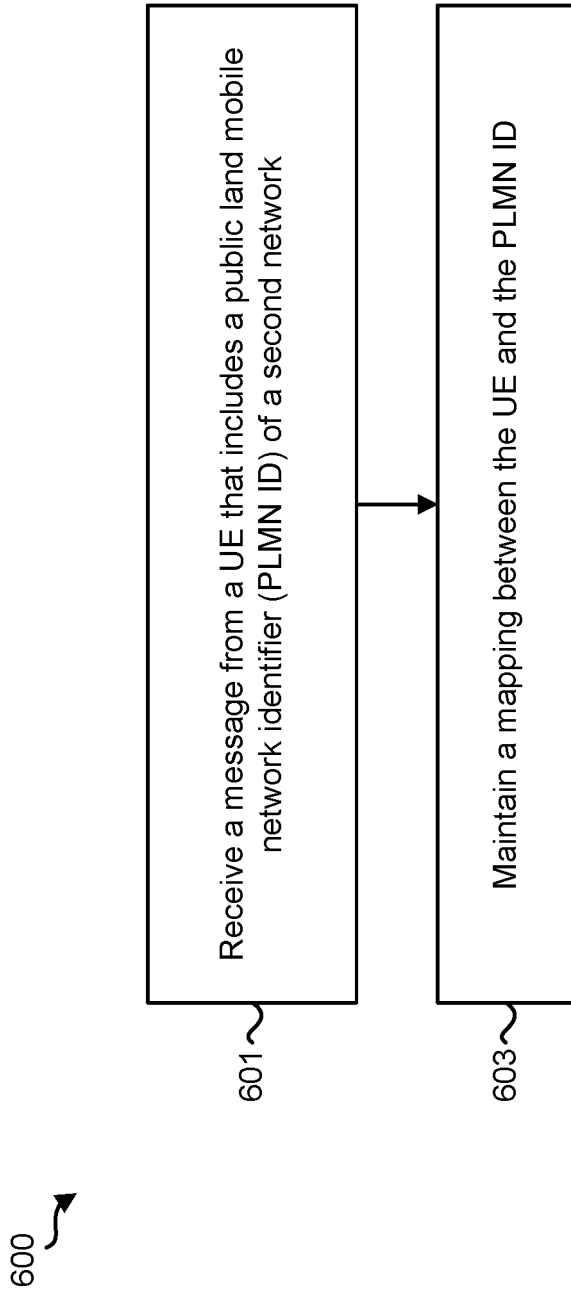 600
601
Receive a message from a UE that includes a public land mobile
network identifier (PLMN ID) of a second network
603
Maintain a mapping between the UE and the PLMN ID